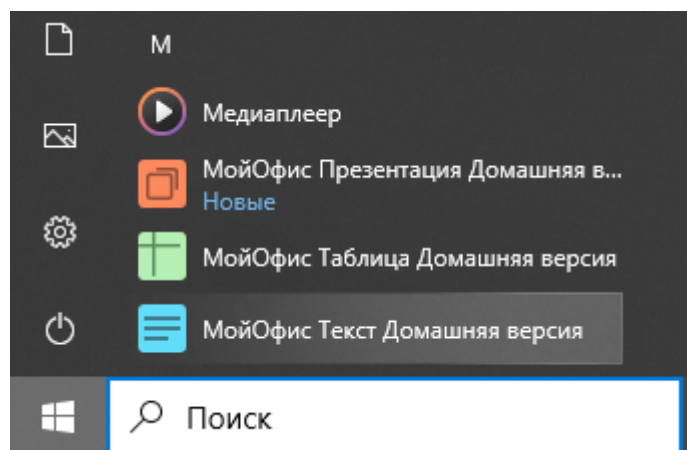 М
Медиаплеер
МойОфис Презентация Домашняя в...
Новые
МойОфис Таблица Домашняя версия
МойОфис Текст Домашняя версия
Поиск